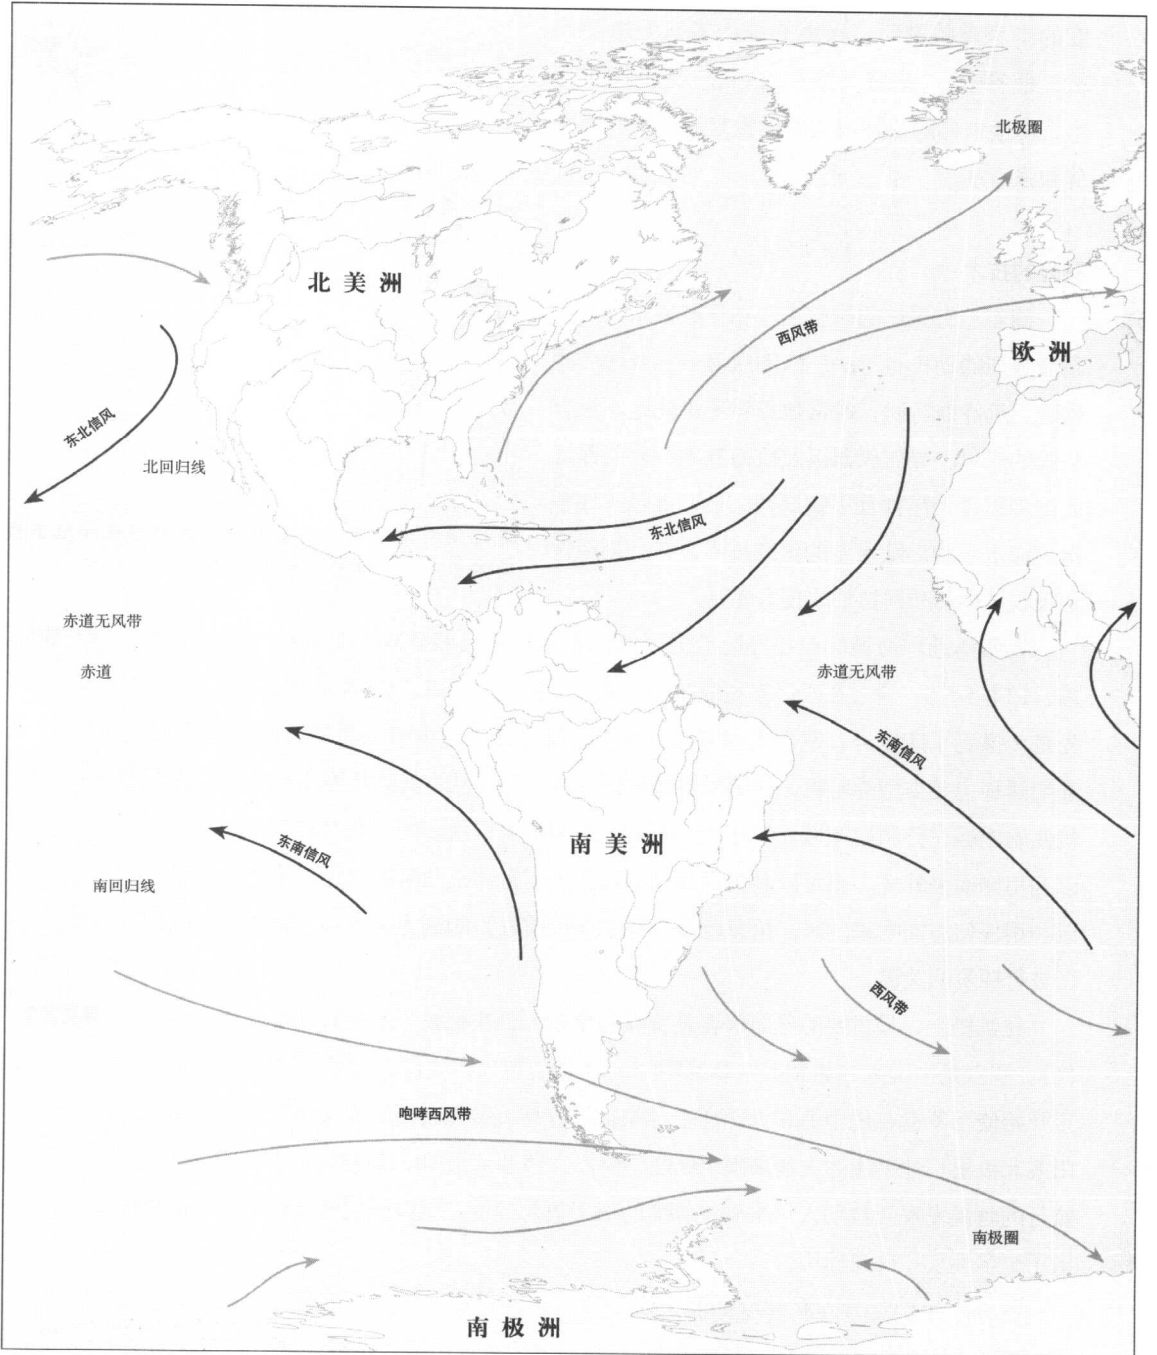 北极圈
北美洲
西风带
欧洲
东北信风
北回归线
东北信风
赤道无风带
赤道
赤道无风带
东南信风
南美洲
东南信风
南回归线
西风带
咆哮西风带
南极圈
南极洲